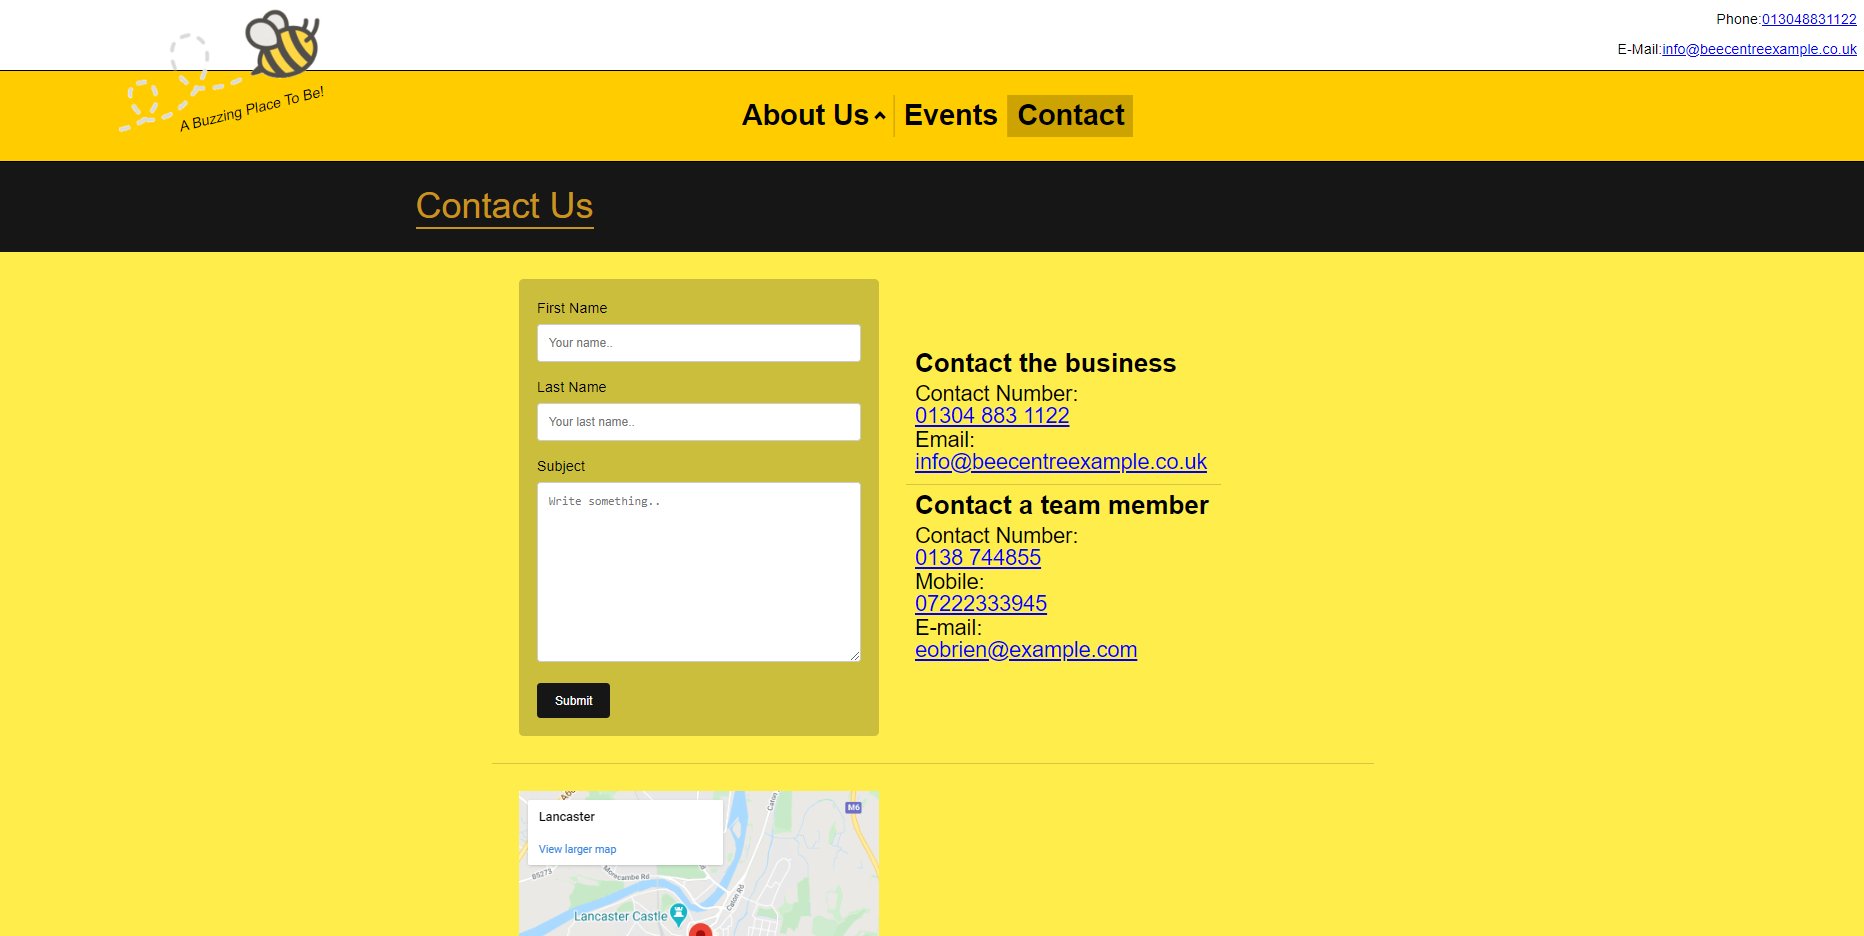 Phone:013048831122
E-Mail:info@beecentreexample.co.uk
A Buzzing Place To Be!
About Us
Events
Contact
Contact Us
First Name
Your name..
Last Name
Your last name..
Subject
Write something..
Submit
Contact the business
Contact Number:
01304 883 1122
Email:
info@beecentreexample.co.uk
Contact a team member
Contact Number:
0138 744855
Mobile:
07222333945
E-mail:
eobrien@example.com
Lancaster
View larger map
M6
B5273
Morecambe Rd
Caton Rd
Lancaster Castle